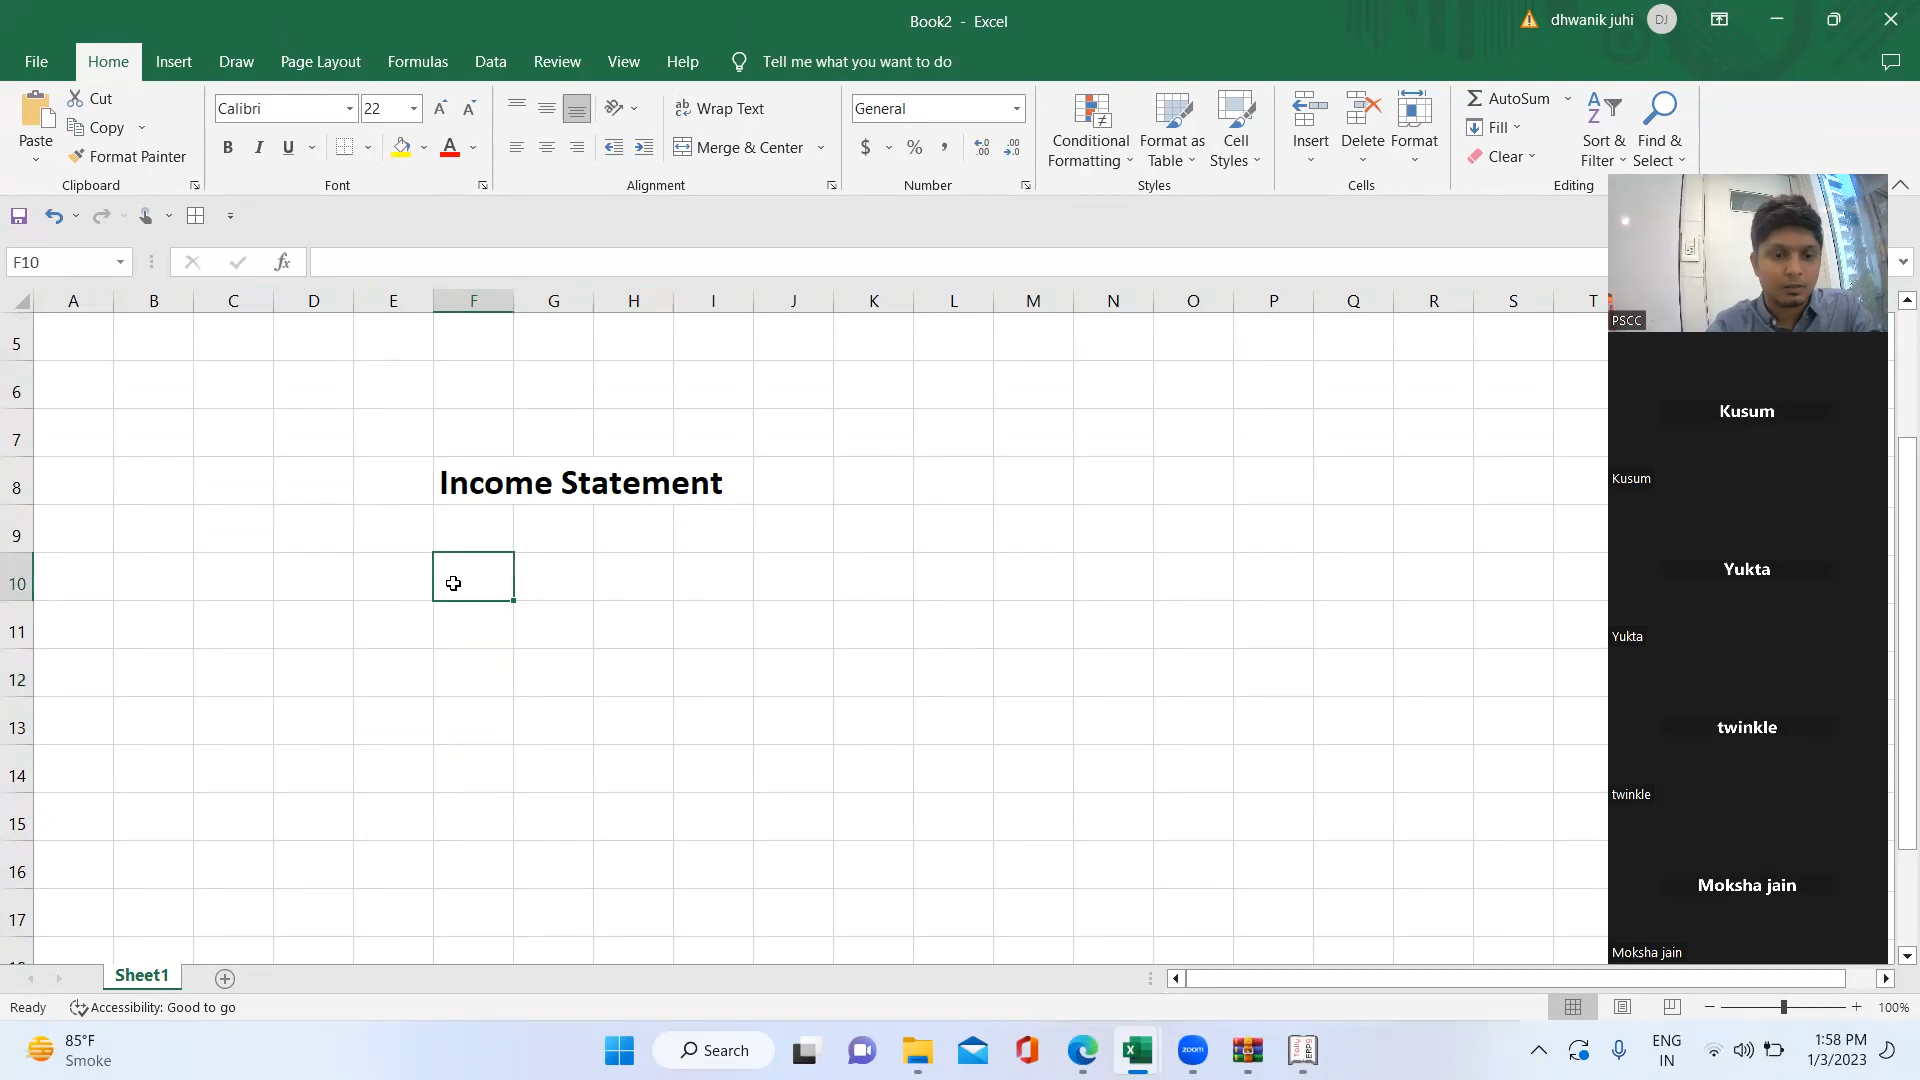 Book2 - Excel
dhwanik juhi
DJ
File
Home
Insert
Draw
Page Layout
Formulas
Data
Review
View
Help
Tell me what you want to do
Paste
Cut
Copy
Format Painter
Clipboard
Calibri
22
B I U
A
Font
Wrap Text
Merge & Center
Alignment
General
$ % ,
Number
Conditional
Formatting
Format as
Table
Cell
Styles
Styles
Insert
Delete
Format
Cells
AutoSum
Fill
Clear
Sort &
Filter
Find &
Select
Editing
F10
fx
A B C D E F G H I J K L M N O P Q R S T
5
6
7
8
Income Statement
9
10
11
12
13
14
15
16
17
PSCC
Kusum
Kusum
Yukta
Yukta
twinkle
twinkle
Moksha jain
Moksha jain
Sheet1
Ready
Accessibility: Good to go
100%
85°F
Smoke
Search
zoom
ENG
IN
1:58 PM
1/3/2023